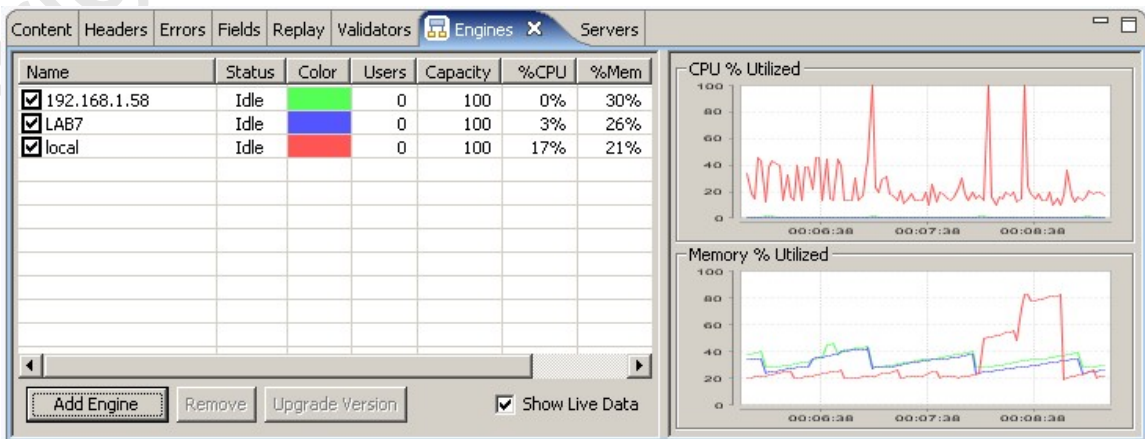 Content Headers Errors Fields Replay Validators Engines Servers
Name Status Color Users Capacity %CPU %Mem
192.168.1.58 Idle 0 100 0% 30%
LAB7 Idle 0 100 3% 26%
local Idle 0 100 17% 21%
Add Engine Remove Upgrade Version Show Live Data
CPU % Utilized
100
80
60
40
20
0
00:06:38 00:07:38 00:08:38
Memory % Utilized
100
80
60
40
20
0
00:06:38 00:07:38 00:08:38